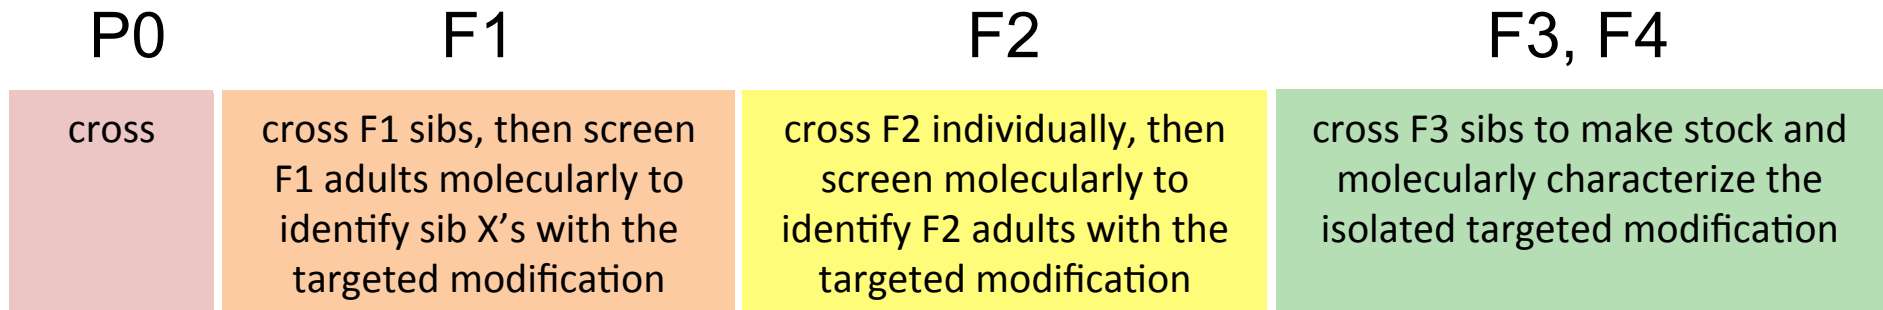 P0
F1
F2
F3, F4
cross
cross F1 sibs, then screen
F1 adults molecularly to
identify sib X’s with the
targeted modification
cross F2 individually, then
screen molecularly to
identify F2 adults with the
targeted modification
cross F3 sibs to make stock and
molecularly characterize the
isolated targeted modification